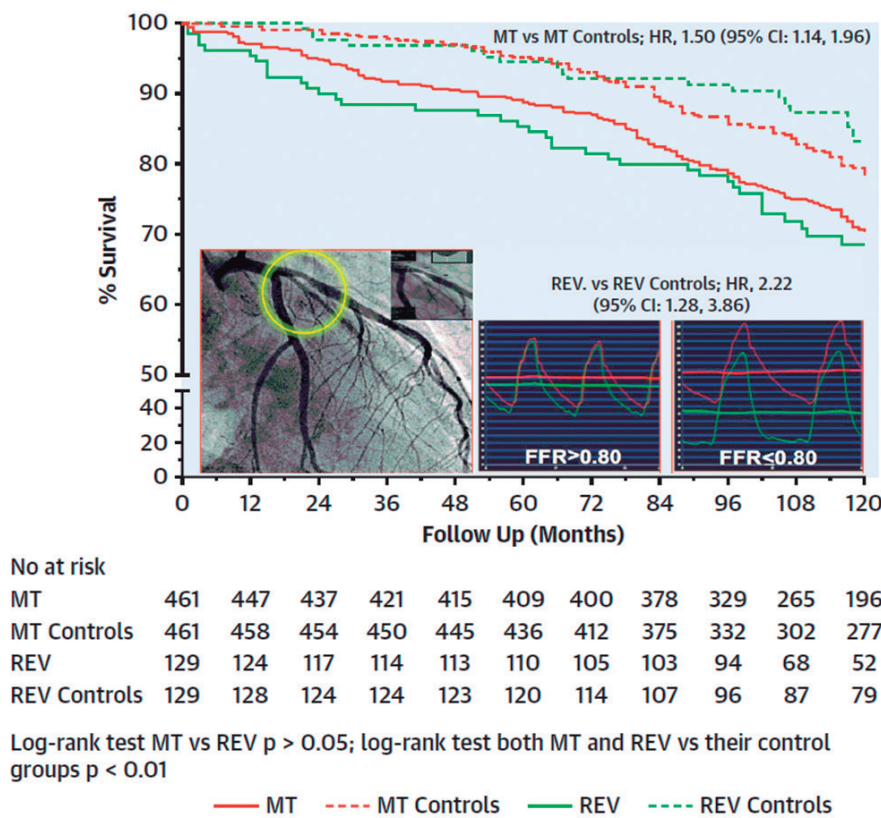 MT vs MT Controls; HR, 1.50 (95% CI: 1.14, 1.96)
% Survival
100
90
80
70
60
50
40
20
0
REV. vs REV Controls; HR, 2.22
(95% CI: 1.28, 3.86)
FFR>0.80
FFR≤0.80
0 12 24 36 48 60 72 84 96 108 120
Follow Up (Months)
No at risk
MT 461 447 437 421 415 409 400 378 329 265 196
MT Controls 461 458 454 450 445 436 412 375 332 302 277
REV 129 124 117 114 113 110 105 103 94 68 52
REV Controls 129 128 124 124 123 120 114 107 96 87 79
Log-rank test MT vs REV p > 0.05; log-rank test both MT and REV vs their control
groups p < 0.01
MT MT Controls REV REV Controls